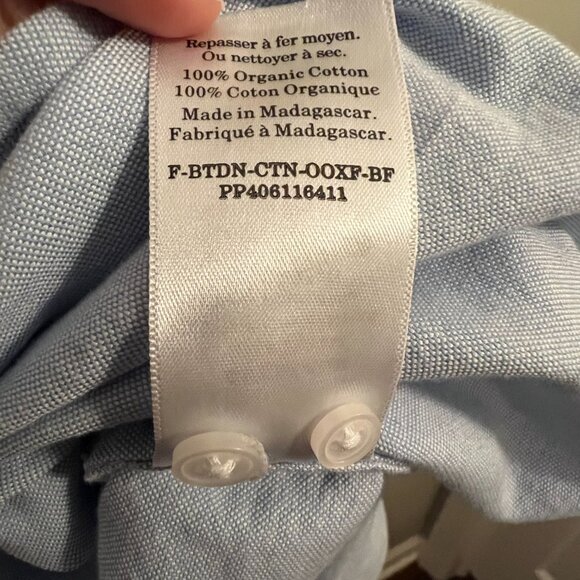 Repasser à fer moyen.
Ou nettoyer à sec.
100% Organic Cotton
100% Coton Organique
Made in Madagascar.
Fabriqué à Madagascar.
F-BTDN-CTN-OOXF-BF
PP406116411